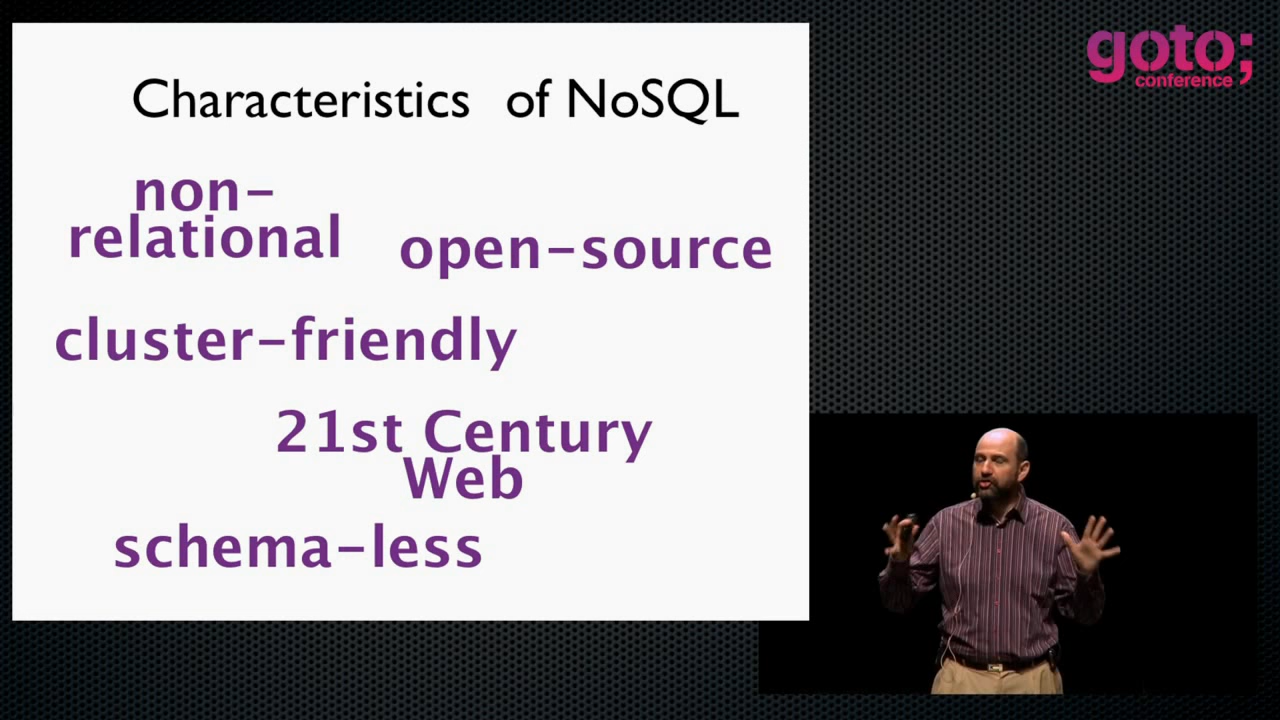 goto;
conference
Characteristics of NoSQL
non-
relational
open-source
cluster-friendly
21st Century
Web
schema-less